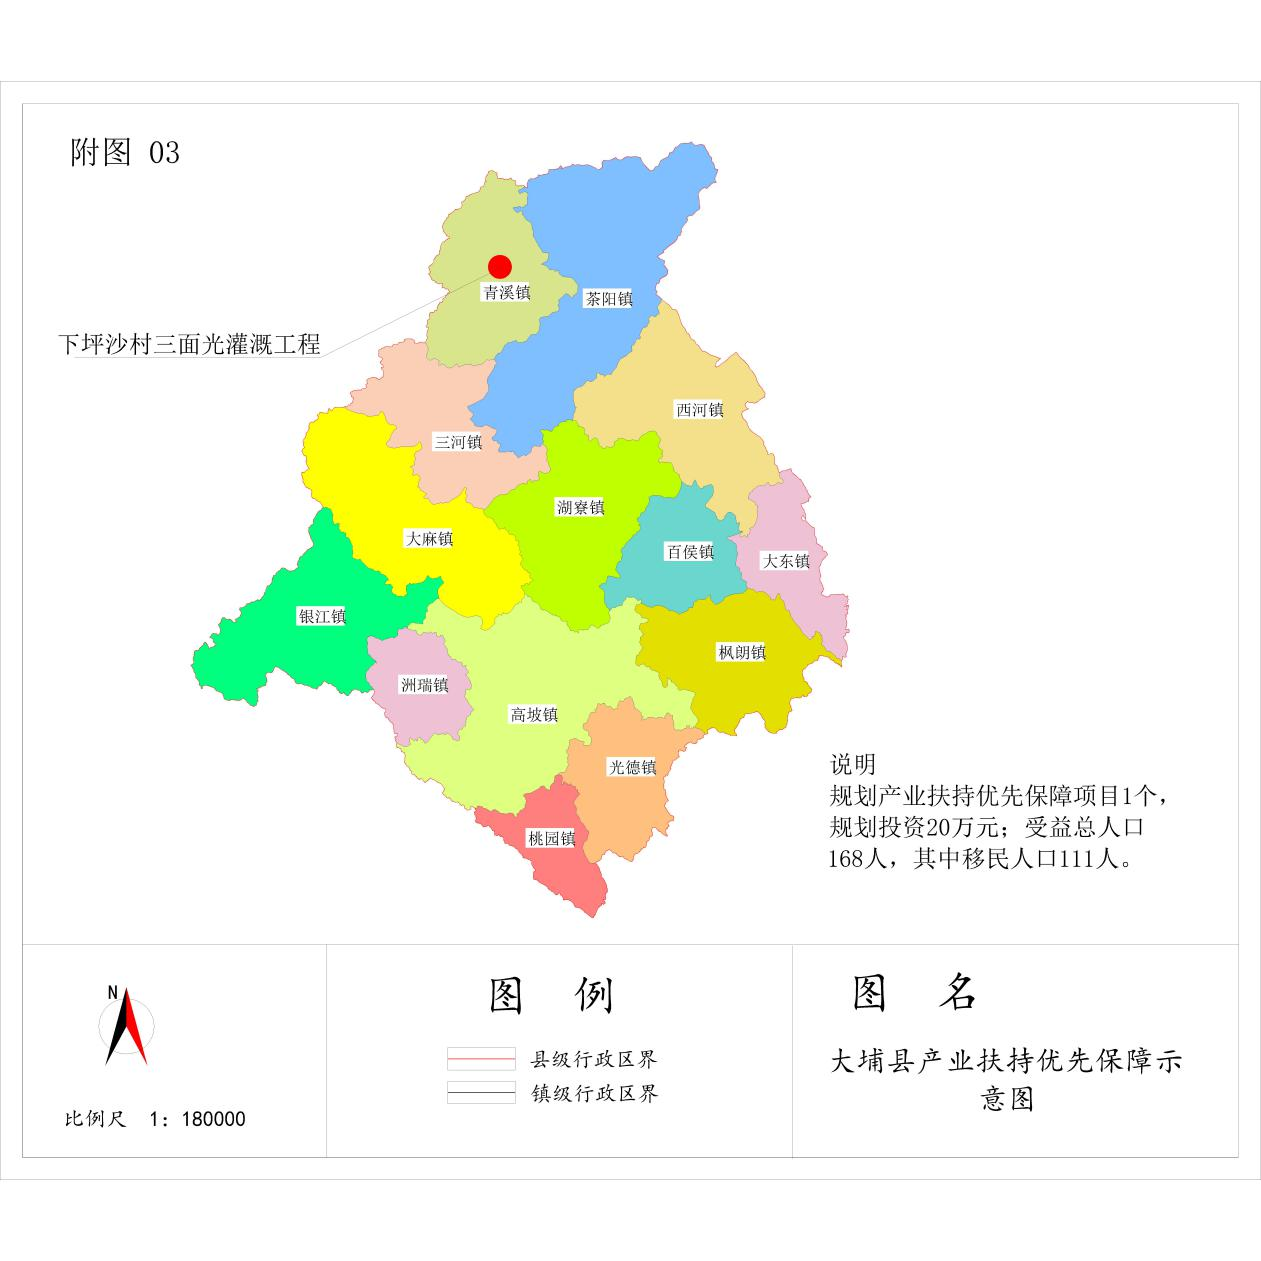 附图 03
青溪镇
茶阳镇
下坪沙村三面光灌溉工程
西河镇
三河镇
湖寮镇
大麻镇
百侯镇
大东镇
银江镇
枫朗镇
洲瑞镇
高坡镇
光德镇
桃园镇
说明
规划产业扶持优先保障项目1个，
规划投资20万元；受益总人口
168人，其中移民人口111人。
N
比例尺 1：180000
图 例
县级行政区界
镇级行政区界
图 名
大埔县产业扶持优先保障示
意图